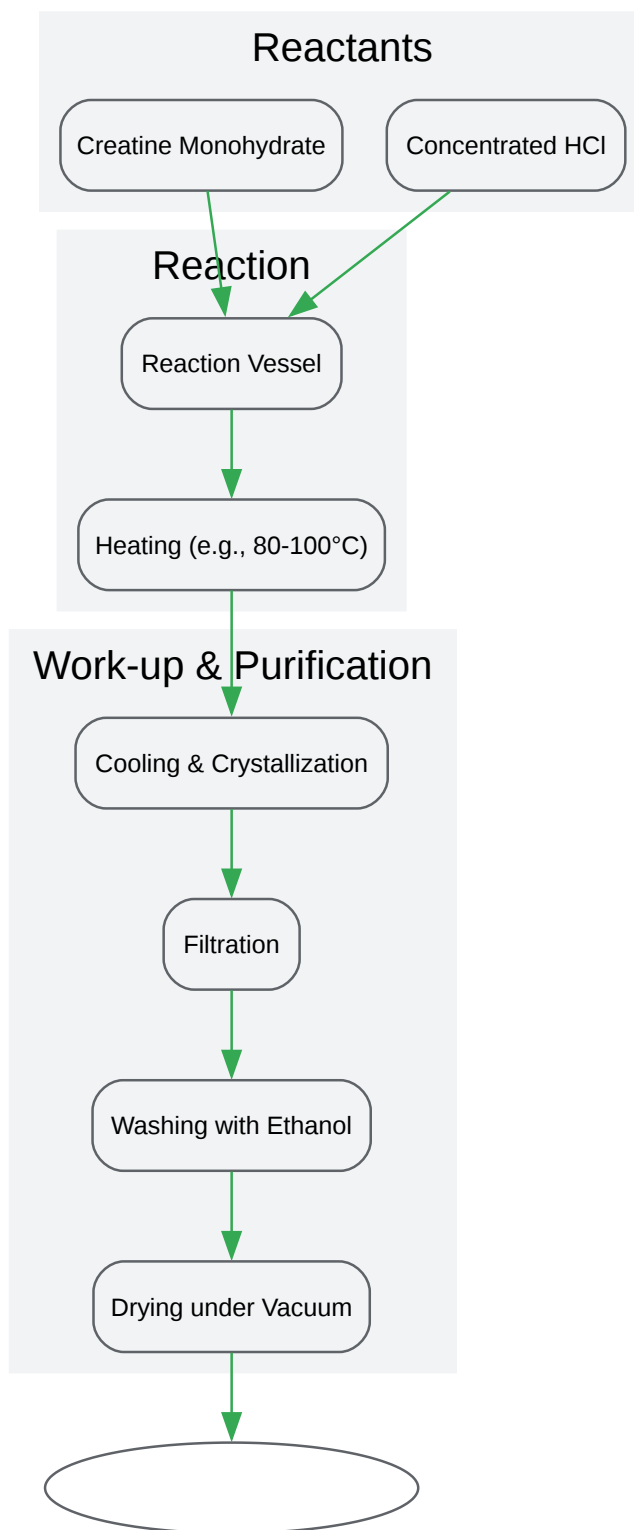 Reactants
Creatine Monohydrate
Concentrated HCl
Reaction
Reaction Vessel
Heating (e.g., 80-100°C)
Work-up & Purification
Cooling & Crystallization
Filtration
Washing with Ethanol
Drying under Vacuum